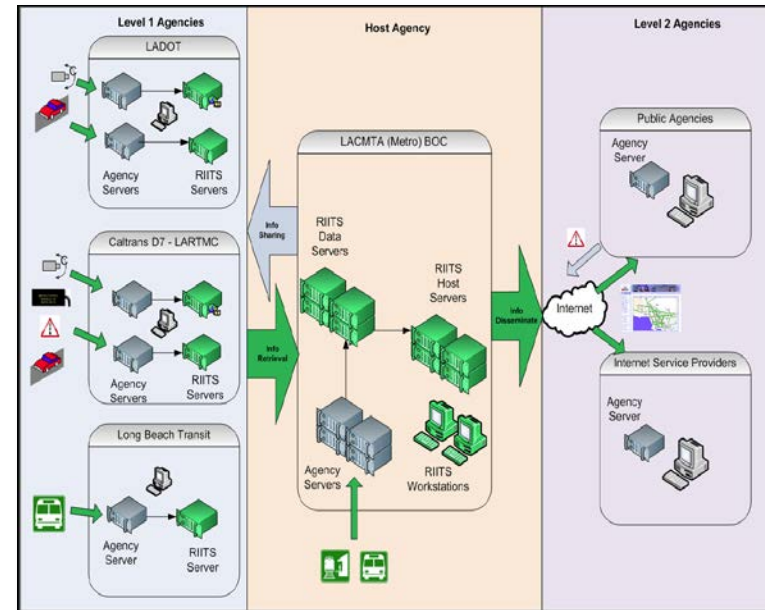 Level 1 Agencies
Host Agency
Level 2 Agencies
LADOT
Agency
Servers
RIITS
Servers
Caltrans D7 - LARTMC
Agency
Servers
RIITS
Servers
Long Beach Transit
Agency
Server
RIITS
Server
Info
Sharing
Info
Retrieval
LACMTA (Metro) BOC
RIITS
Data
Servers
RIITS
Host
Servers
Agency
Servers
RIITS
Workstations
Info
Disseminate
Internet
Public Agencies
Agency
Server
Internet Service Providers
Agency
Server